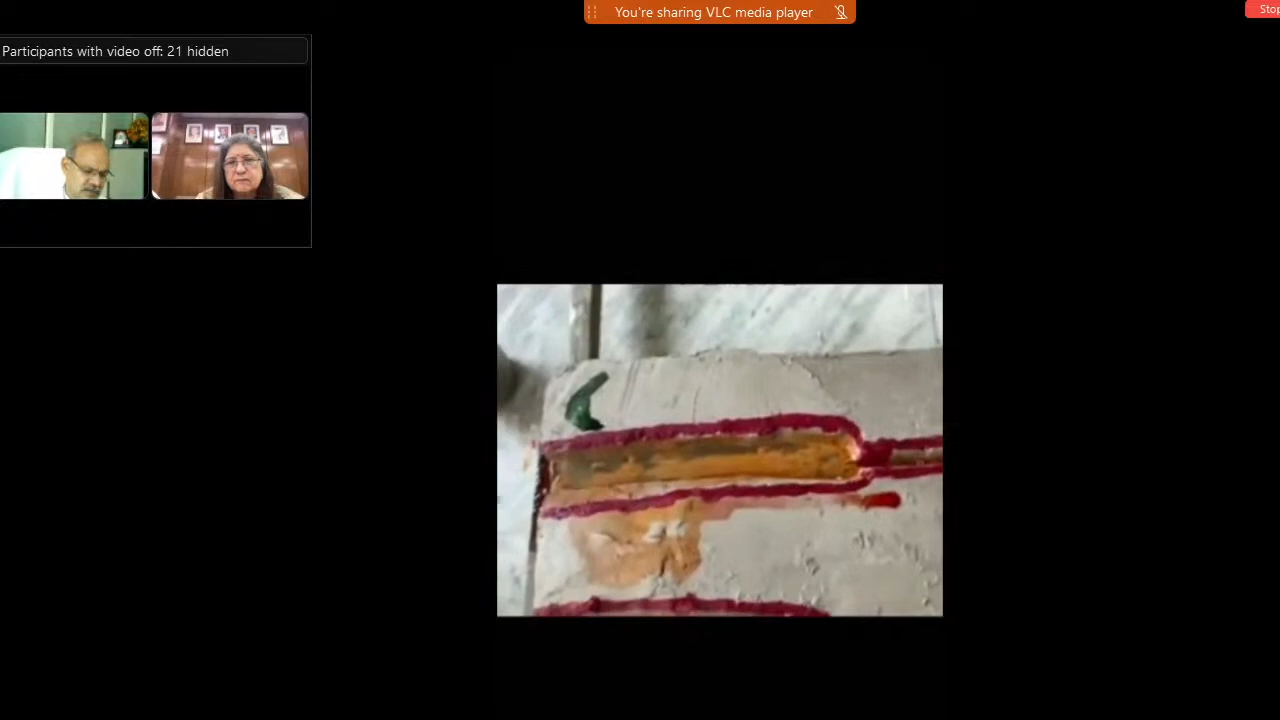 You're sharing VLC media player
Stop
Participants with video off: 21 hidden